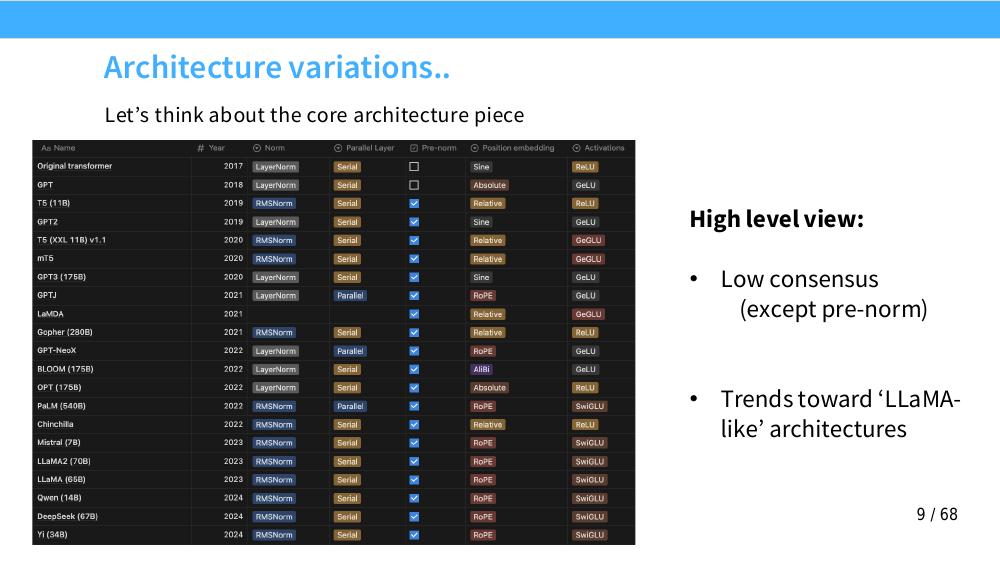 Architecture variations..
Let’s think about the core architecture piece
Aa Name # Year Norm Parallel Layer Pre-norm Position embedding Activations
Original transformer 2017 LayerNorm Serial Sine ReLU
GPT 2018 LayerNorm Serial Absolute GeLU
T5 (11B) 2019 RMSNorm Serial Relative ReLU
GPT2 2019 LayerNorm Serial Sine GeLU
T5 (XXL 11B) v1.1 2020 RMSNorm Serial Relative GeGLU
mT5 2020 RMSNorm Serial Relative GeGLU
GPT3 (175B) 2020 LayerNorm Serial Sine GeLU
GPTJ 2021 LayerNorm Parallel RoPE GeLU
LaMDA 2021 Relative GeGLU
Gopher (280B) 2021 RMSNorm Serial Relative ReLU
GPT-NeoX 2022 LayerNorm Parallel RoPE GeLU
BLOOM (175B) 2022 LayerNorm Serial AliBi GeLU
OPT (175B) 2022 LayerNorm Serial Absolute ReLU
PaLM (540B) 2022 RMSNorm Parallel RoPE SwiGLU
Chinchilla 2022 RMSNorm Serial Relative ReLU
Mistral (7B) 2023 RMSNorm Serial RoPE SwiGLU
LLaMA2 (70B) 2023 RMSNorm Serial RoPE SwiGLU
LLaMA (65B) 2023 RMSNorm Serial RoPE SwiGLU
Qwen (14B) 2024 RMSNorm Serial RoPE SwiGLU
DeepSeek (67B) 2024 RMSNorm Serial RoPE SwiGLU
Yi (34B) 2024 RMSNorm Serial RoPE SwiGLU
High level view:
• Low consensus
(except pre-norm)
• Trends toward ‘LLaMA-
like’ architectures
9 / 68